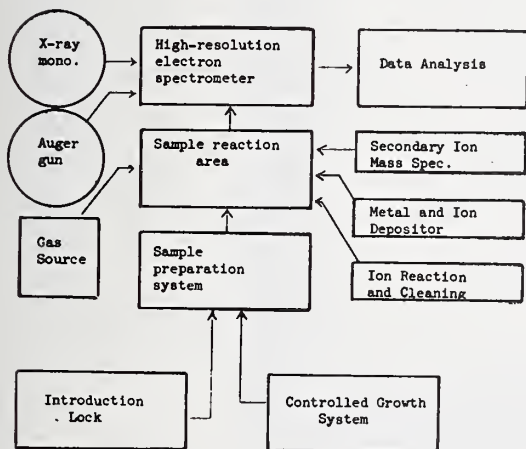 X-ray
mono.
High-resolution
electron
spectrometer
Data Analysis
Auger
gun
Sample reaction
area
Secondary Ion
Mass Spec.
Metal and Ion
Depositor
Gas
Source
Sample
preparation
system
Ion Reaction
and Cleaning
Introduction
Lock
Controlled Growth
System